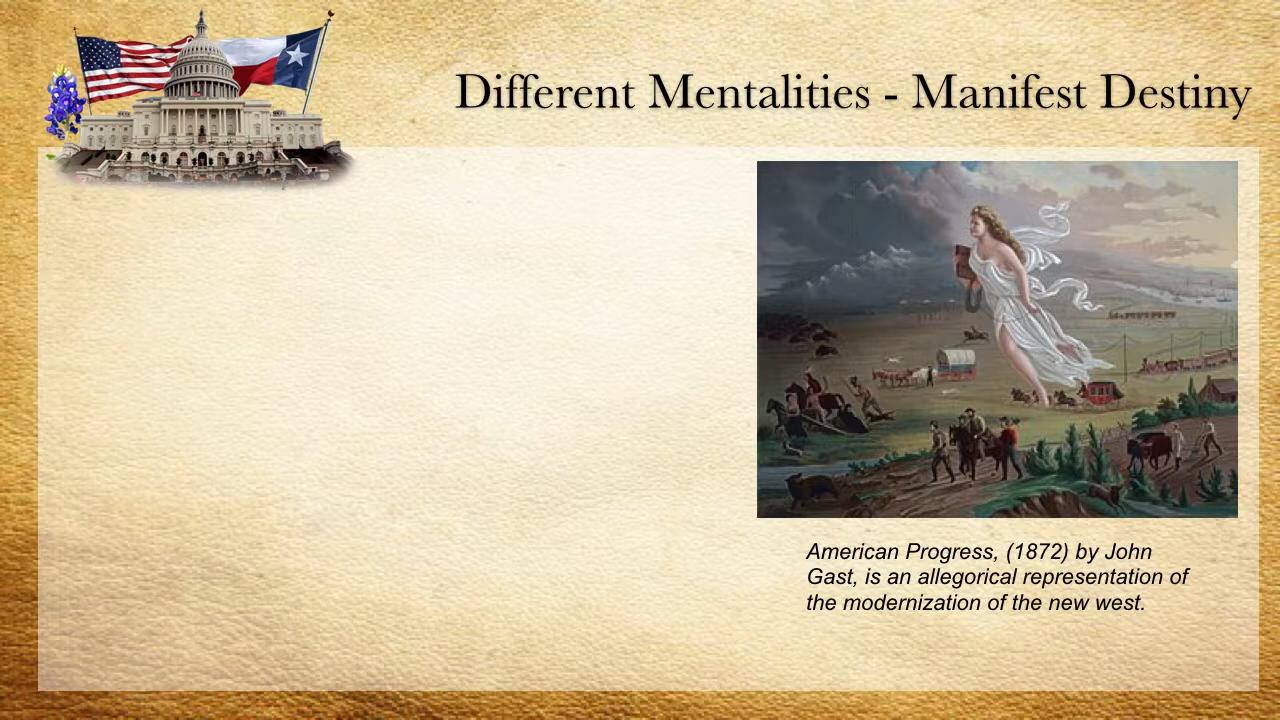 Different Mentalities - Manifest Destiny
American Progress, (1872) by John
Gast, is an allegorical representation of
the modernization of the new west.